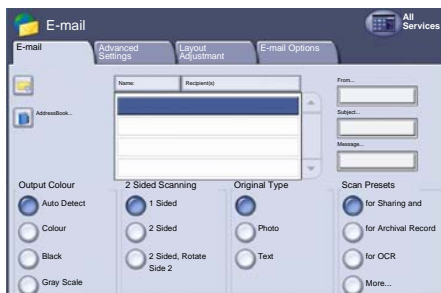 E-mail
All
Services
E-mail
Advanced
Settings
Layout
Adjustmant
E-mail Options
Name:
Recipient(s)
From...
AddressBook...
Subject...
Message...
Output Colour
2 Sided Scanning
Original Type
Scan Presets
Auto Detect
1 Sided
for Sharing and
Colour
2 Sided
Photo
for Archival Record
Black
2 Sided, Rotate
Side 2
Text
for OCR
Gray Scale
More...